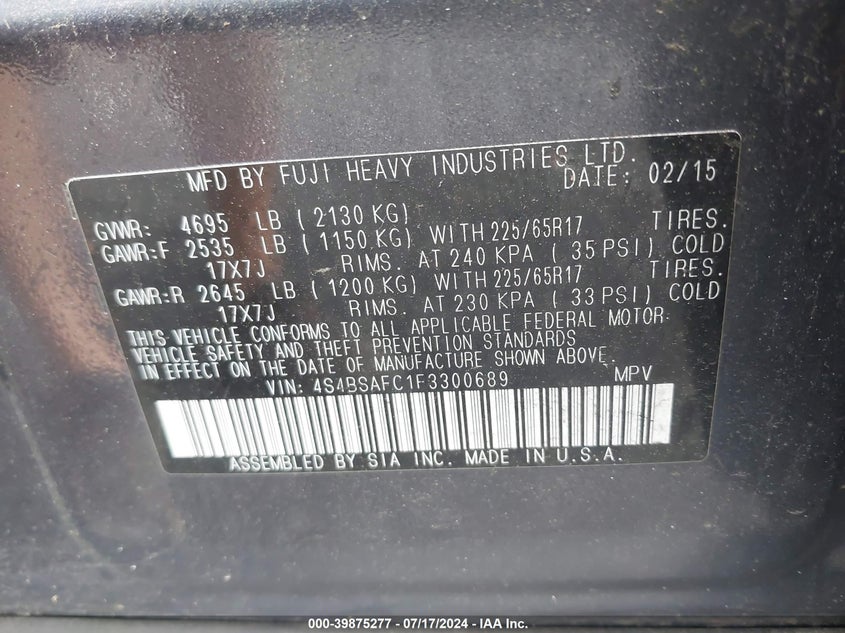 MFD BY FUJI HEAVY INDUSTRIES LTD.
DATE: 02/15
GVWR: 4695 LB (2130 KG)
GAWR:F 2535 LB (1150 KG) WITH 225/65R17 TIRES.
17X7J RIMS. AT 240 KPA (35 PSI) COLD
GAWR:R 2645 LB (1200 KG) WITH 225/65R17 TIRES.
17X7J RIMS. AT 230 KPA (33 PSI) COLD
THIS VEHICLE CONFORMS TO ALL APPLICABLE FEDERAL MOTOR
VEHICLE SAFETY AND THEFT PREVENTION STANDARDS
IN EFFECT ON THE DATE OF MANUFACTURE SHOWN ABOVE.
VIN: 4S4BSAFC1F3300689 MPV
ASSEMBLED BY SIA INC. MADE IN U.S.A.
000-39875277 - 07/17/2024 - IAA Inc.